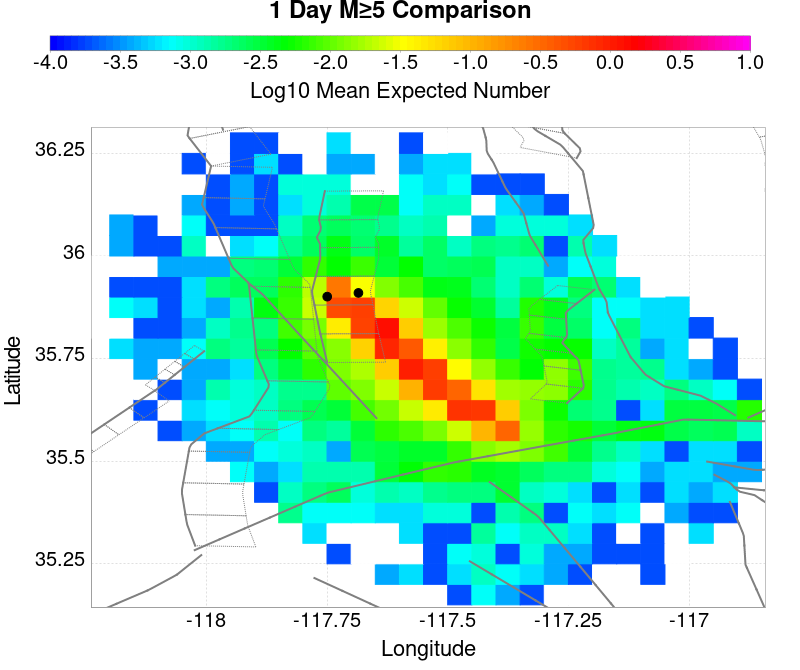 1 Day M≥5 Comparison
-4.0 -3.5 -3.0 -2.5 -2.0 -1.5 -1.0 -0.5 0.0 0.5 1.0
Log10 Mean Expected Number
36.25
36
35.75
35.5
35.25
Latitude
-118 -117.75 -117.5 -117.25 -117
Longitude